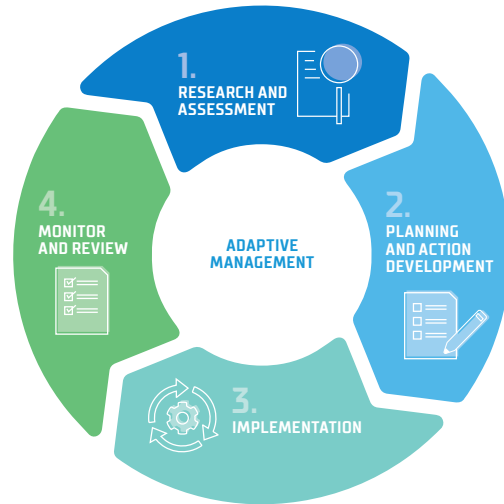 1.
RESEARCH AND
ASSESSMENT
2.
PLANNING
AND ACTION
DEVELOPMENT
3.
IMPLEMENTATION
4.
MONITOR
AND REVIEW
ADAPTIVE
MANAGEMENT